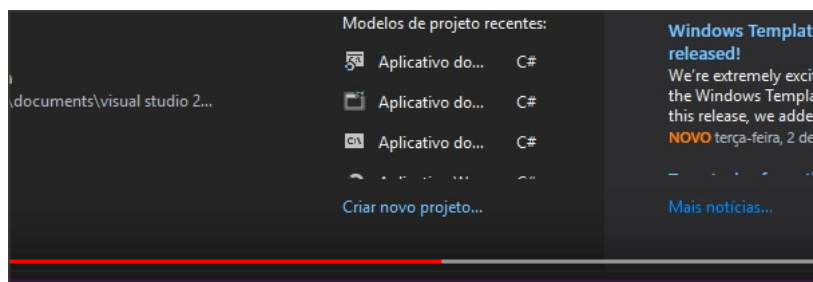 \documents\visual studio 2...
Modelos de projeto recentes:
Aplicativo do... C#
Aplicativo do... C#
C:\ Aplicativo do... C#
Criar novo projeto...
Windows Templat
released!
We're extremely exci
the Windows Templa
this release, we adde
NOVO terça-feira, 2 de
Mais notícias...